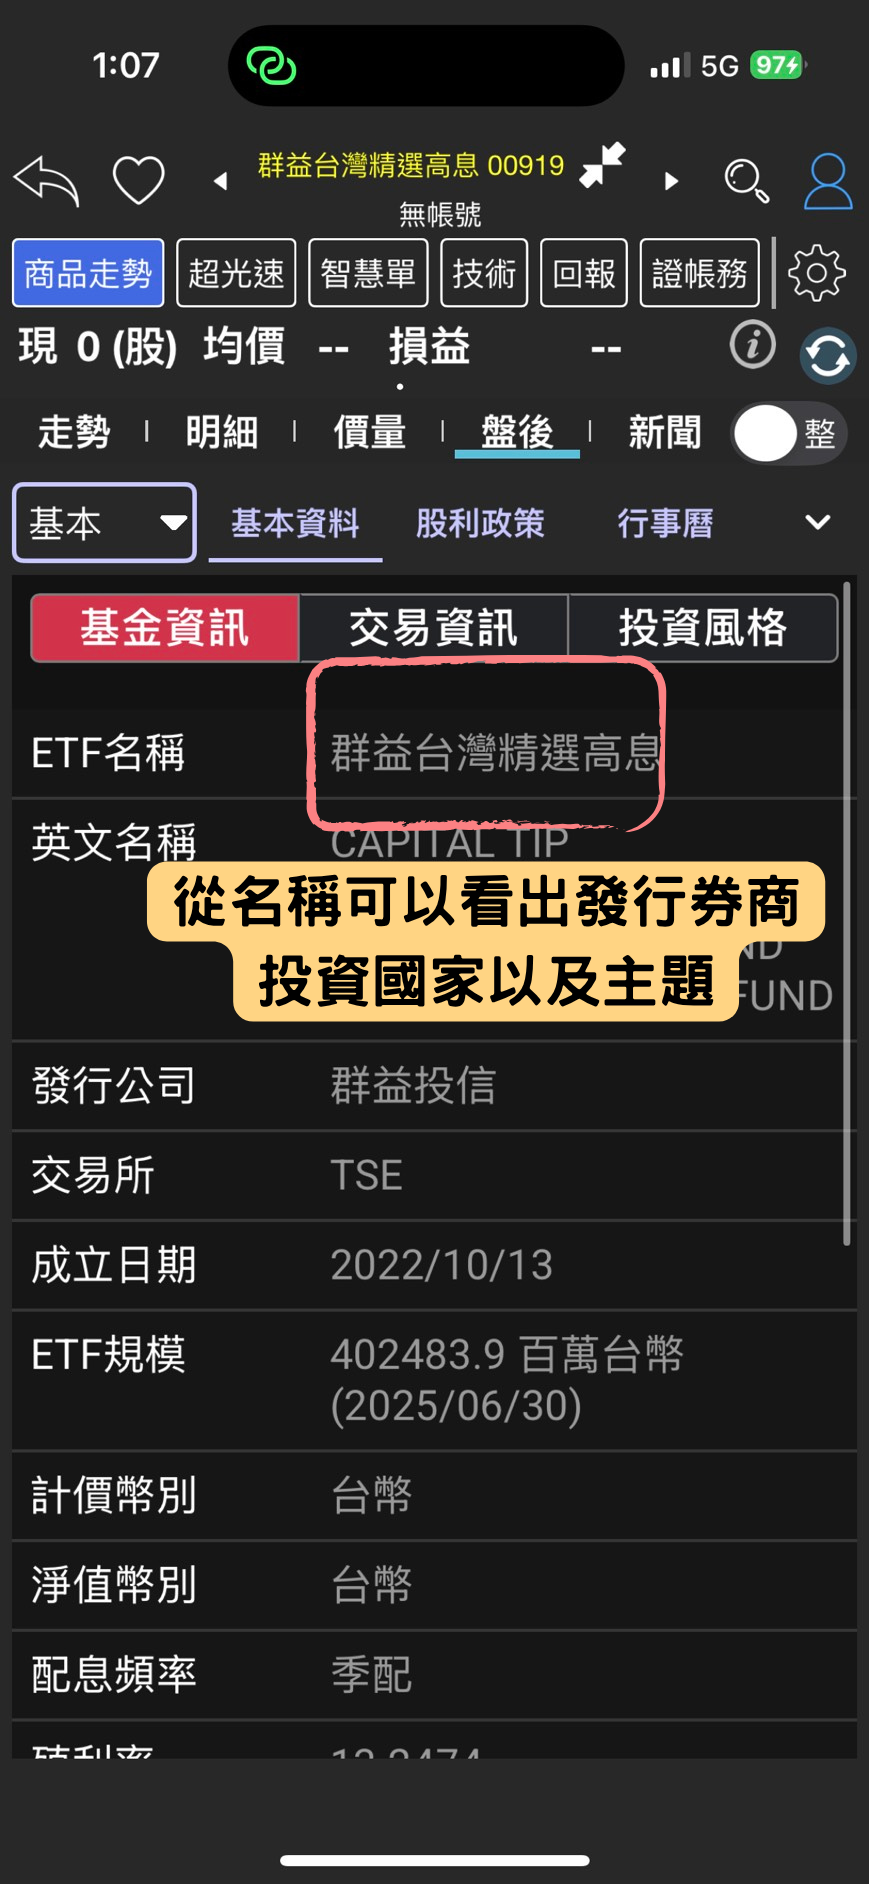 1:07
5G 97
群益台灣精選高息 00919
無帳號
商品走勢 超光速 智慧單 技術 回報 證帳務
現 0 (股) 均價 -- 損益 --
走勢 明細 價量 盤後 新聞 整
基本 基本資料 股利政策 行事曆
基金資訊 交易資訊 投資風格
ETF名稱 群益台灣精選高息
英文名稱 CAPITAL TIP
從名稱可以看出發行券商
投資國家以及主題
FUND
發行公司 群益投信
交易所 TSE
成立日期 2022/10/13
ETF規模 402483.9 百萬台幣
(2025/06/30)
計價幣別 台幣
淨值幣別 台幣
配息頻率 季配